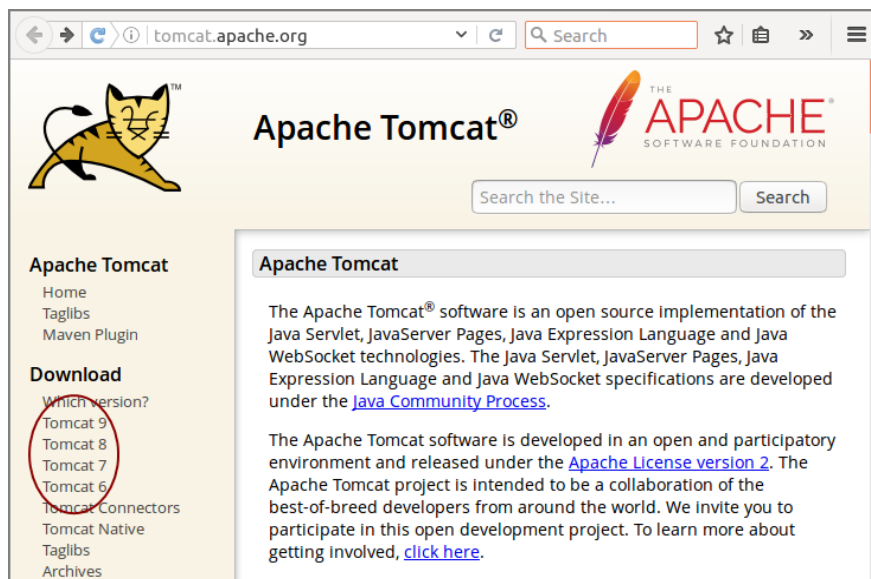 tomcat.apache.org
Search
TM
Apache Tomcat®
THE
APACHE®
SOFTWARE FOUNDATION
Search the Site...
Search
Apache Tomcat
Home
Taglibs
Maven Plugin
Download
Which version?
Tomcat 9
Tomcat 8
Tomcat 7
Tomcat 6
Tomcat Connectors
Tomcat Native
Taglibs
Archives
Apache Tomcat
The Apache Tomcat® software is an open source implementation of the
Java Servlet, JavaServer Pages, Java Expression Language and Java
WebSocket technologies. The Java Servlet, JavaServer Pages, Java
Expression Language and Java WebSocket specifications are developed
under the Java Community Process.
The Apache Tomcat software is developed in an open and participatory
environment and released under the Apache License version 2. The
Apache Tomcat project is intended to be a collaboration of the
best-of-breed developers from around the world. We invite you to
participate in this open development project. To learn more about
getting involved, click here.